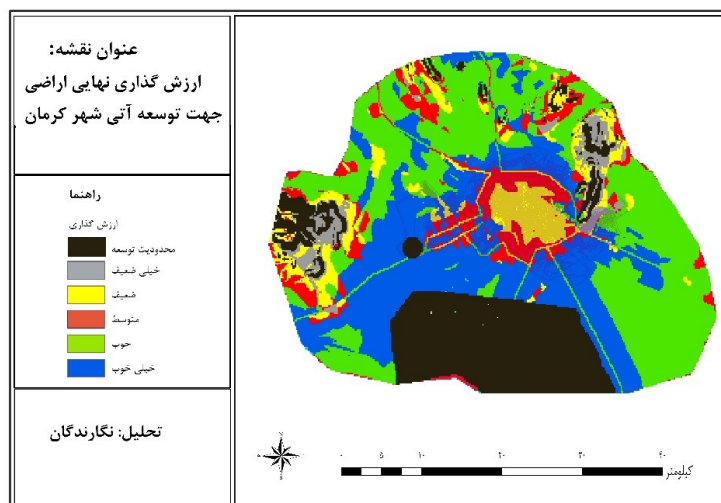 عنوان نقشه:
ارزش گذاری نهایی اراضی
جهت توسعه آتی شهر کرمان
راهنما
ارزش گذاری
محدودیت توسعه
خیلی ضعیف
ضعیف
متوسط
خوب
خیلی خوب
تحلیل: نگارندگان
۰ ۵ ۱۰ ۲۰ ۳۰ ۴۰
کیلومتر